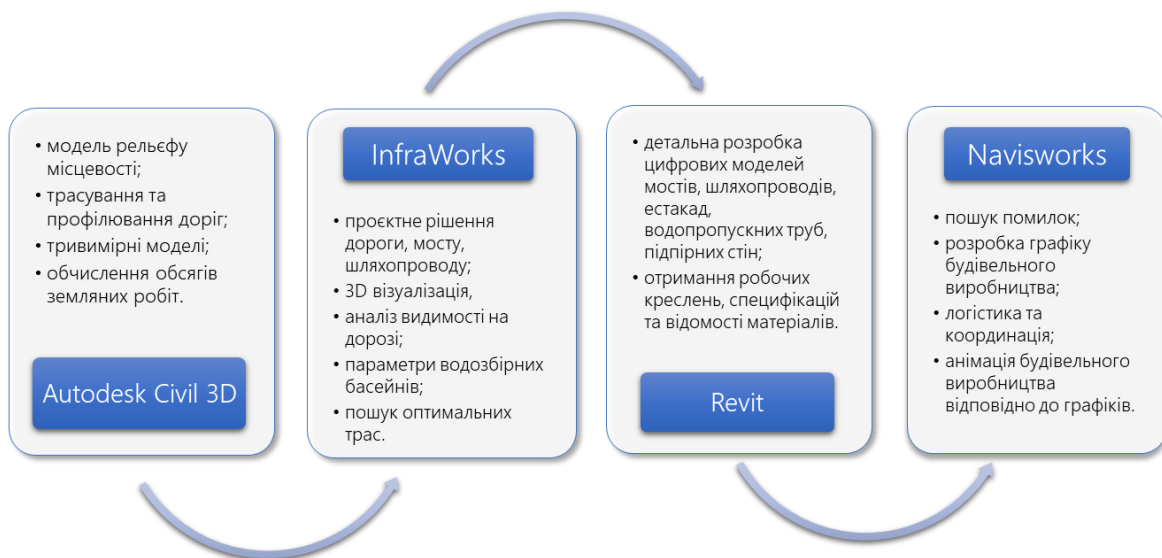 • модель рельєфу
місцевості;
• трасування та
профілювання доріг;
• тривимірні моделі;
• обчислення обсягів
земляних робіт.
Autodesk Civil 3D
InfraWorks
• проєктне рішення
дороги, мосту,
шляхопроводу;
• 3D візуалізація,
• аналіз видимості на
дорозі;
• параметри водозбірних
басейнів;
• пошук оптимальних
трас.
• детальна розробка
цифрових моделей
мостів, шляхопроводів,
естакад,
водопропускних труб,
підпірних стін;
• отримання робочих
креслень, специфікацій
та відомості матеріалів.
Revit
Navisworks
• пошук помилок;
• розробка графіку
будівельного
виробництва;
• логістика та
координація;
• анімація будівельного
виробництва
відповідно до графіків.